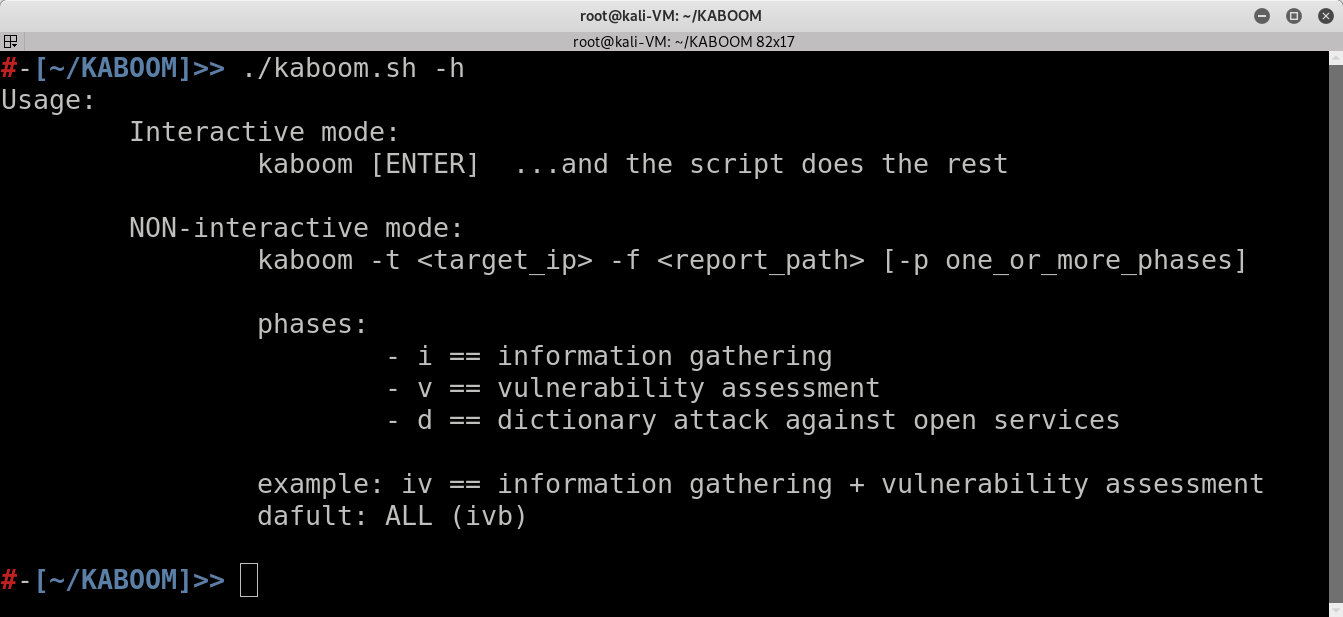 root@kali-VM: ~/KABOOM
root@kali-VM: ~/KABOOM 82x17
#-[~/KABOOM]>> ./kaboom.sh -h
Usage:
Interactive mode:
kaboom [ENTER]  ...and the script does the rest
NON-interactive mode:
kaboom -t <target_ip> -f <report_path> [-p one_or_more_phases]
phases:
- i == information gathering
- v == vulnerability assessment
- d == dictionary attack against open services
example: iv == information gathering + vulnerability assessment
dafult: ALL (ivb)
#-[~/KABOOM]>>